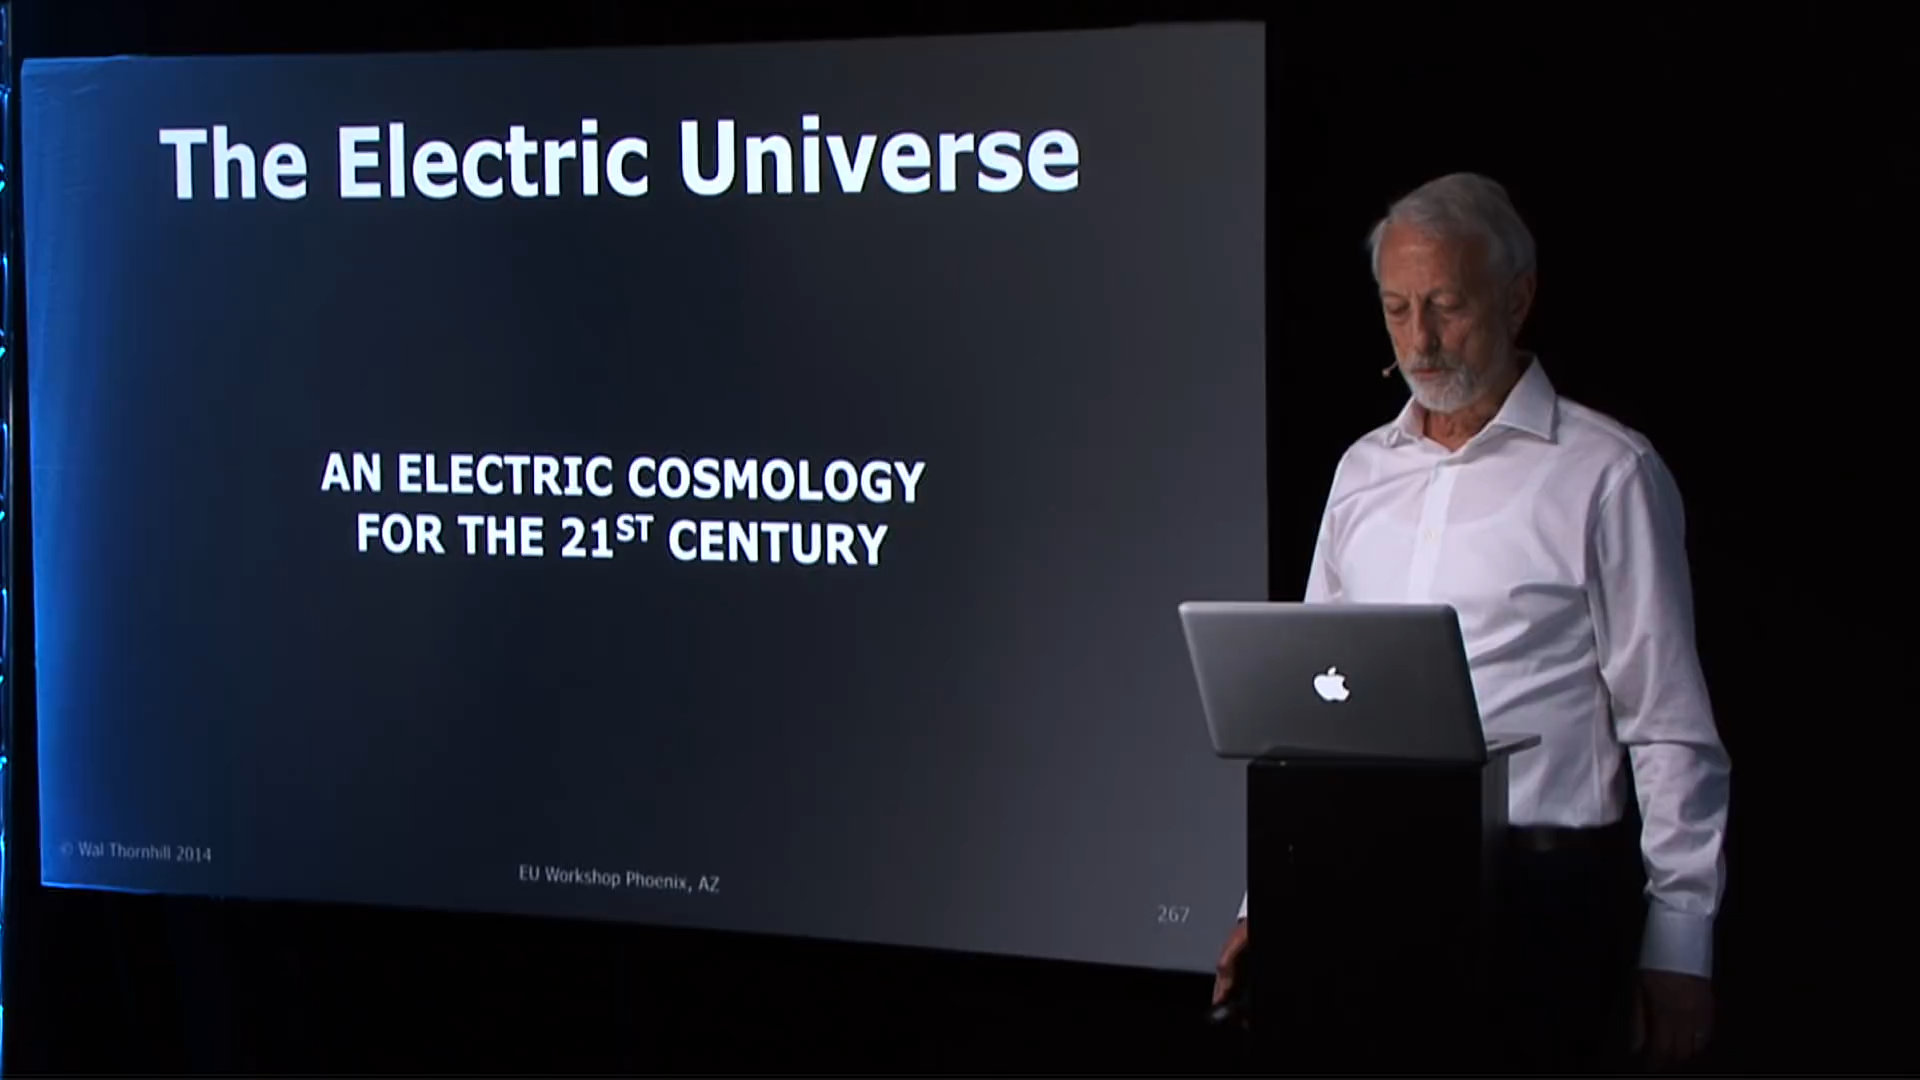 The Electric Universe
AN ELECTRIC COSMOLOGY
FOR THE 21ST CENTURY
© Wal Thornhill 2014
EU Workshop Phoenix, AZ
267